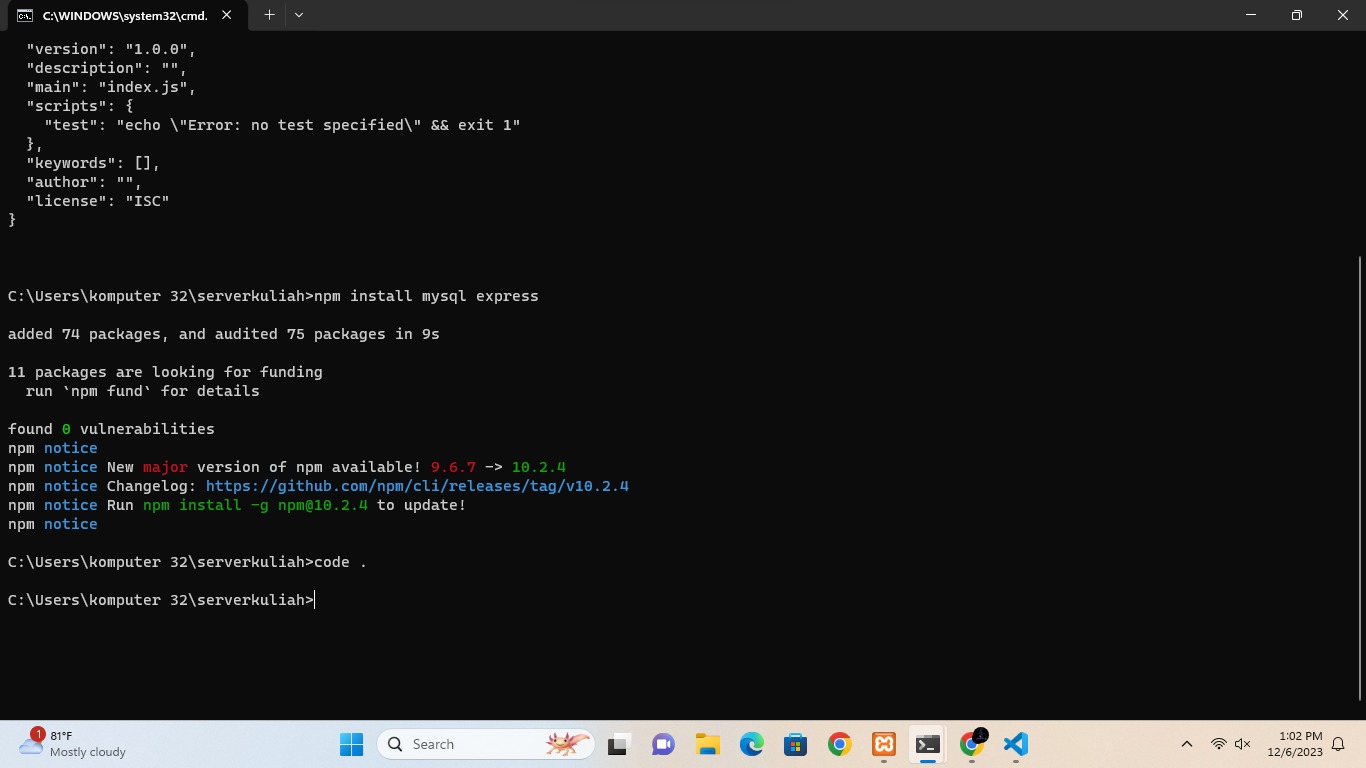 C:\WINDOWS\system32\cmd.
"version": "1.0.0",
"description": "",
"main": "index.js",
"scripts": {
"test": "echo \"Error: no test specified\" && exit 1"
},
"keywords": [],
"author": "",
"license": "ISC"
}
C:\Users\komputer 32\serverkuliah>npm install mysql express
added 74 packages, and audited 75 packages in 9s
11 packages are looking for funding
run `npm fund` for details
found 0 vulnerabilities
npm notice
npm notice New major version of npm available! 9.6.7 -> 10.2.4
npm notice Changelog: https://github.com/npm/cli/releases/tag/v10.2.4
npm notice Run npm install -g npm@10.2.4 to update!
npm notice
C:\Users\komputer 32\serverkuliah>code .
C:\Users\komputer 32\serverkuliah>
1
81°F
Mostly cloudy
Search
1:02 PM
12/6/2023